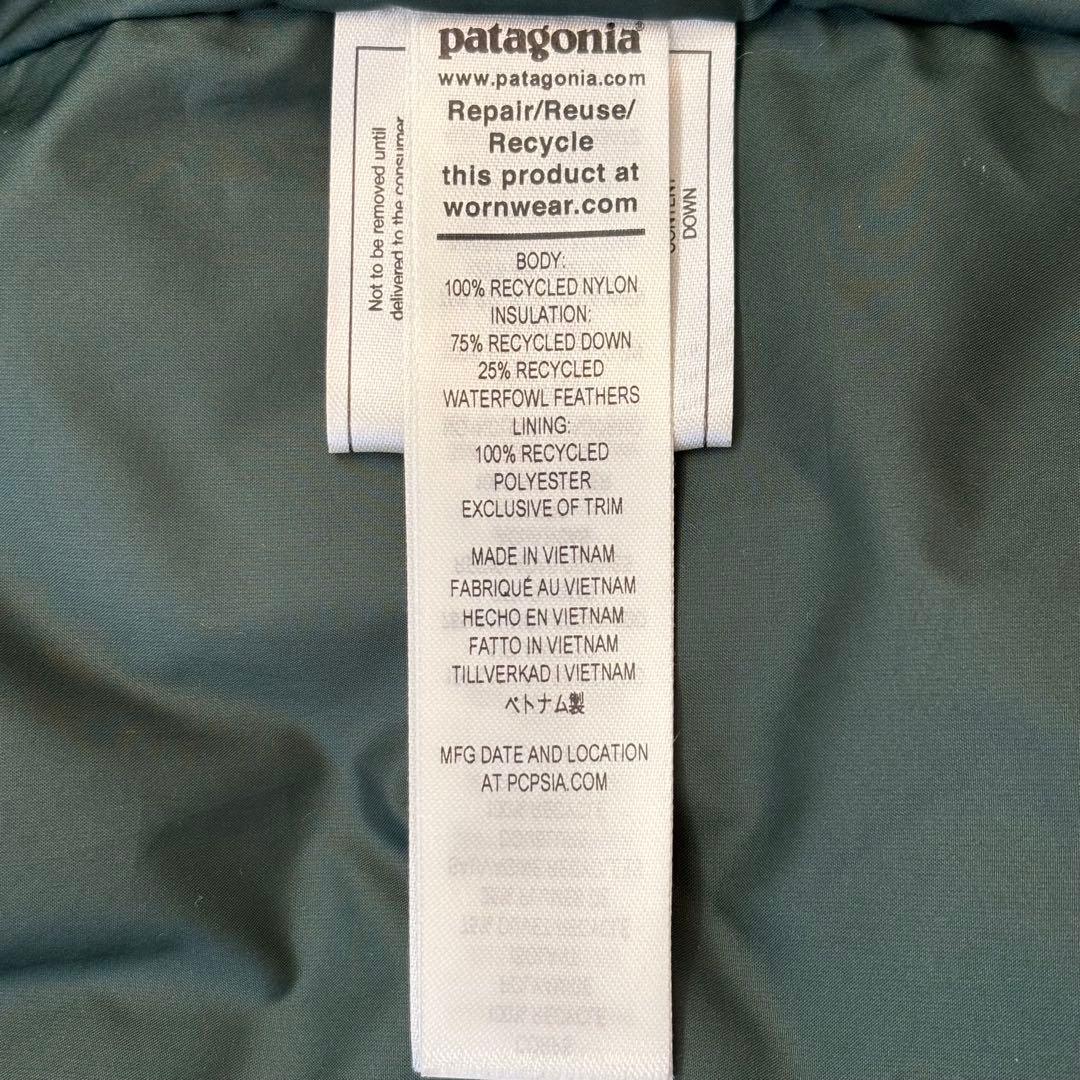 patagonia®
www.patagonia.com
Repair/Reuse/
Recycle
this product at
wornwear.com
BODY:
100% RECYCLED NYLON
INSULATION:
75% RECYCLED DOWN
25% RECYCLED
WATERFOWL FEATHERS
LINING:
100% RECYCLED
POLYESTER
EXCLUSIVE OF TRIM
MADE IN VIETNAM
FABRIQUÉ AU VIETNAM
HECHO EN VIETNAM
FATTO IN VIETNAM
TILLVERKAD I VIETNAM
ベトナム製
MFG DATE AND LOCATION
AT PCPSIA.COM
Not to be removed until
delivered to the consumer
DOWN